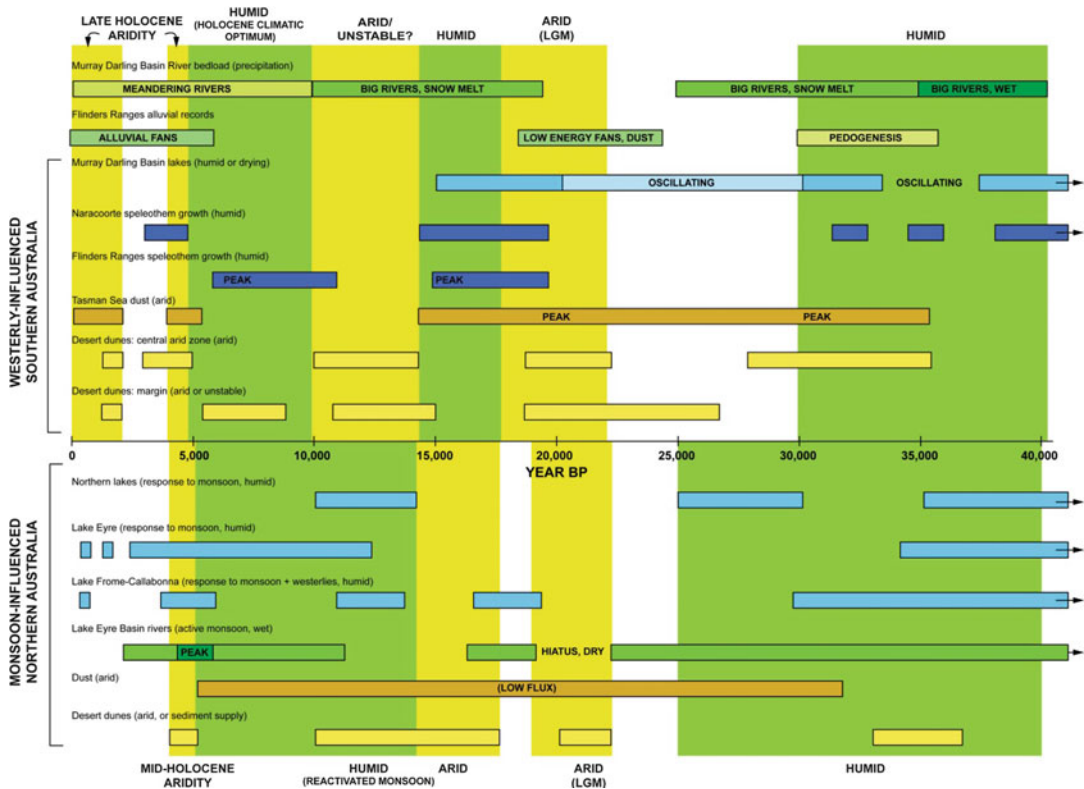 LATE HOLOCENE
ARIDITY
HUMID
(HOLOCENE CLIMATIC
OPTIMUM)
ARID/
UNSTABLE?
HUMID
ARID
(LGM)
HUMID
Murray Darling Basin River bedload (precipitation)
MEANDERING RIVERS
BIG RIVERS, SNOW MELT
BIG RIVERS, SNOW MELT
BIG RIVERS, WET
Flinders Ranges alluvial records
ALLUVIAL FANS
LOW ENERGY FANS, DUST
PEDOGENESIS
WESTERLY-INFLUENCED
SOUTHERN AUSTRALIA
Murray Darling Basin lakes (humid or drying)
OSCILLATING
OSCILLATING
Naracoorte speleothem growth (humid)
Flinders Ranges speleothem growth (humid)
PEAK
PEAK
Tasman Sea dust (arid)
PEAK
PEAK
Desert dunes: central arid zone (arid)
Desert dunes: margin (arid or unstable)
0
5,000
10,000
15,000
20,000
25,000
30,000
35,000
40,000
YEAR BP
MONSOON-INFLUENCED
NORTHERN AUSTRALIA
Northern lakes (response to monsoon, humid)
Lake Eyre (response to monsoon, humid)
Lake Frome-Callabonna (response to monsoon + westerlies, humid)
Lake Eyre Basin rivers (active monsoon, wet)
PEAK
HIATUS, DRY
Dust (arid)
(LOW FLUX)
Desert dunes (arid, or sediment supply)
MID-HOLOCENE
ARIDITY
HUMID
(REACTIVATED MONSOON)
ARID
ARID
(LGM)
HUMID